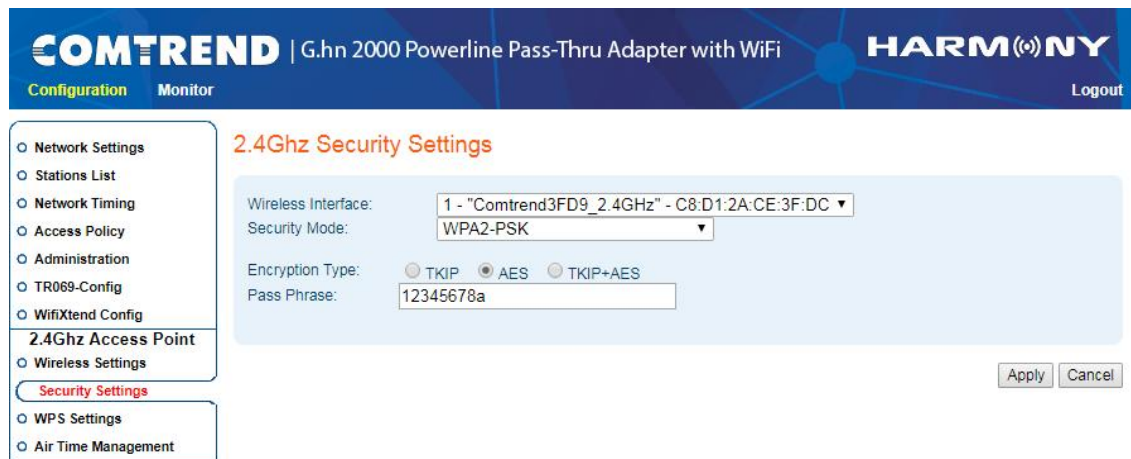 COMTREND | G.hn 2000 Powerline Pass-Thru Adapter with WiFi
HARMONY
Configuration Monitor
Logout
Network Settings
Stations List
Network Timing
Access Policy
Administration
TR069-Config
WifiXtend Config
2.4Ghz Access Point
Wireless Settings
Security Settings
WPS Settings
Air Time Management
2.4Ghz Security Settings
Wireless Interface: 1 - "Comtrend3FD9_2.4GHz" - C8:D1:2A:CE:3F:DC
Security Mode: WPA2-PSK
Encryption Type: TKIP AES TKIP+AES
Pass Phrase: 12345678a
Apply Cancel